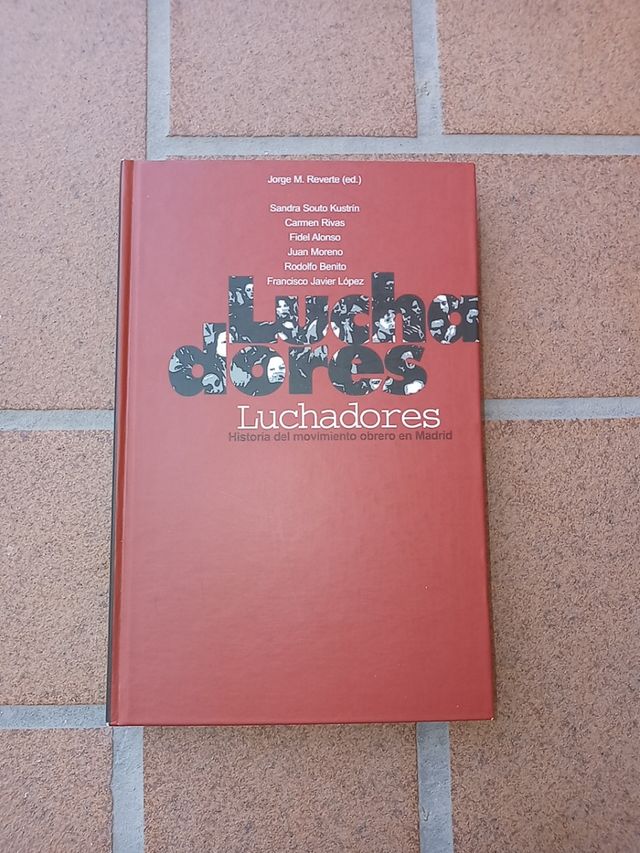 Jorge M. Reverte (ed.)
Sandra Souto Kustrín
Carmen Rivas
Fidel Alonso
Juan Moreno
Rodolfo Benito
Francisco Javier López
Lucha
dores
Luchadores
Historia del movimiento obrero en Madrid